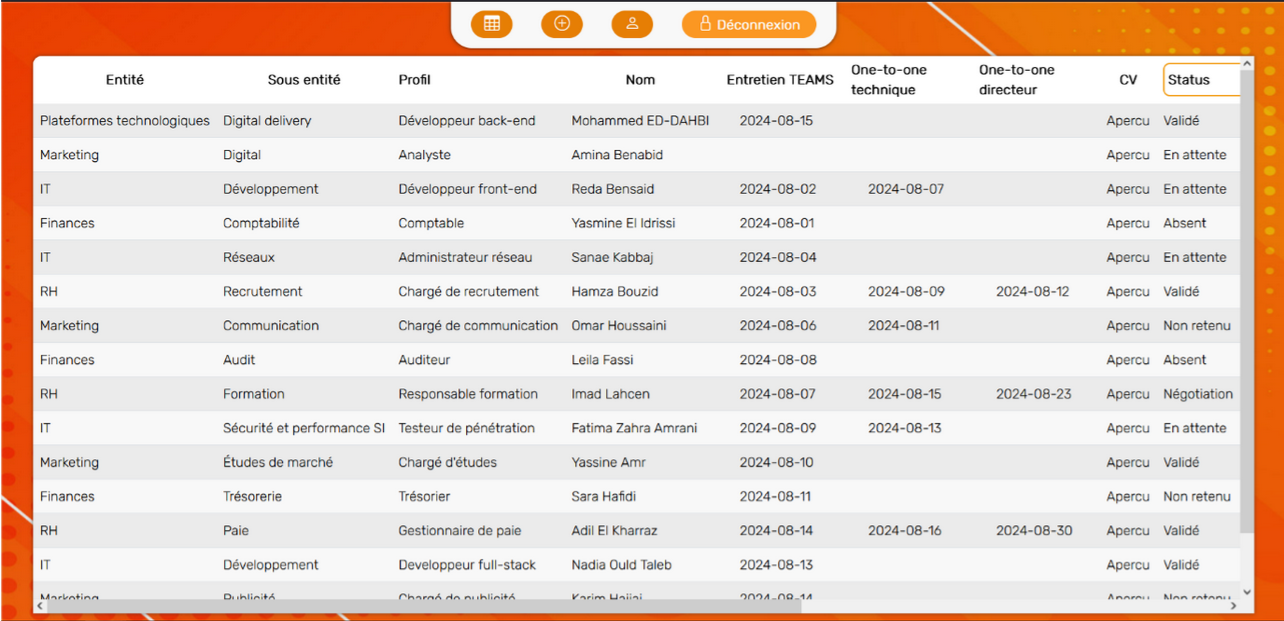 Déconnexion
Entité Sous entité Profil Nom Entretien TEAMS One-to-one technique One-to-one directeur CV Status
Plateformes technologiques Digital delivery Développeur back-end Mohammed ED-DAHBI 2024-08-15 Apercu Validé
Marketing Digital Analyste Amina Benabid Apercu En attente
IT Développement Développeur front-end Reda Bensaid 2024-08-02 2024-08-07 Apercu En attente
Finances Comptabilité Comptable Yasmine El Idrissi 2024-08-01 Apercu Absent
IT Réseaux Administrateur réseau Sanae Kabbaj 2024-08-04 Apercu En attente
RH Recrutement Chargé de recrutement Hamza Bouzid 2024-08-03 2024-08-09 2024-08-12 Apercu Validé
Marketing Communication Chargé de communication Omar Houssaini 2024-08-06 2024-08-11 Apercu Non retenu
Finances Audit Auditeur Leila Fassi 2024-08-08 Apercu Absent
RH Formation Responsable formation Imad Lahcen 2024-08-07 2024-08-15 2024-08-23 Apercu Négotiation
IT Sécurité et performance SI Testeur de pénétration Fatima Zahra Amrani 2024-08-09 2024-08-13 Apercu En attente
Marketing Études de marché Chargé d'études Yassine Amr 2024-08-10 Apercu Validé
Finances Trésorerie Trésorier Sara Hafidi 2024-08-11 Apercu Non retenu
RH Paie Gestionnaire de paie Adil El Kharraz 2024-08-14 2024-08-16 2024-08-30 Apercu Validé
IT Développement Developpeur full-stack Nadia Ould Taleb 2024-08-13 Apercu Validé
Marketing Publicité Chargé de publicité Karim Hajjaj 2024-08-14 Apercu Non retenu